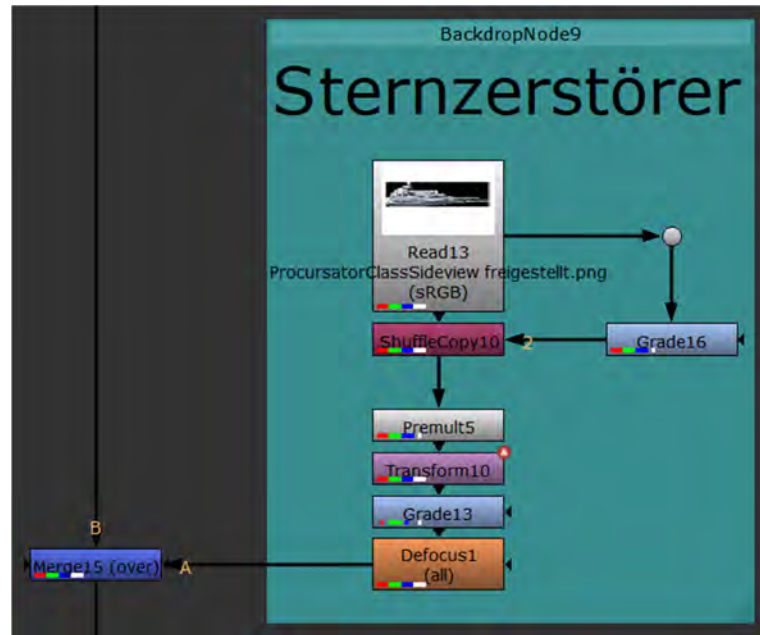 BackdropNode9
Sternzerstörer
Read13
ProcursatorClassSideview freigestellt.png
(sRGB)
ShuffleCopy10
2
Grade16
Premult5
Transform10
Grade13
B
Defocus1
(all)
Merge15 (over)
A